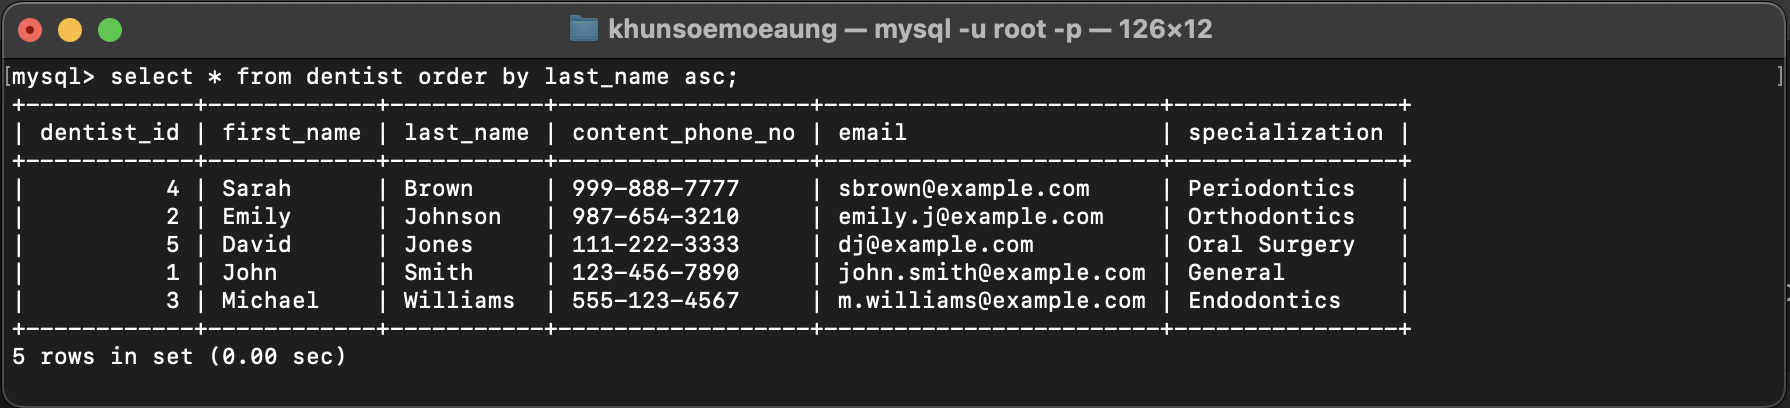 khunsoemoeaung — mysql -u root -p — 126×12
mysql> select * from dentist order by last_name asc;
+------------+------------+-----------+------------------+------------------------+----------------+
| dentist_id | first_name | last_name | content_phone_no | email                  | specialization |
+------------+------------+-----------+------------------+------------------------+----------------+
|          4 | Sarah      | Brown     | 999-888-7777     | sbrown@example.com     | Periodontics   |
|          2 | Emily      | Johnson   | 987-654-3210     | emily.j@example.com    | Orthodontics   |
|          5 | David      | Jones     | 111-222-3333     | dj@example.com         | Oral Surgery   |
|          1 | John       | Smith     | 123-456-7890     | john.smith@example.com | General        |
|          3 | Michael    | Williams  | 555-123-4567     | m.williams@example.com | Endodontics    |
+------------+------------+-----------+------------------+------------------------+----------------+
5 rows in set (0.00 sec)